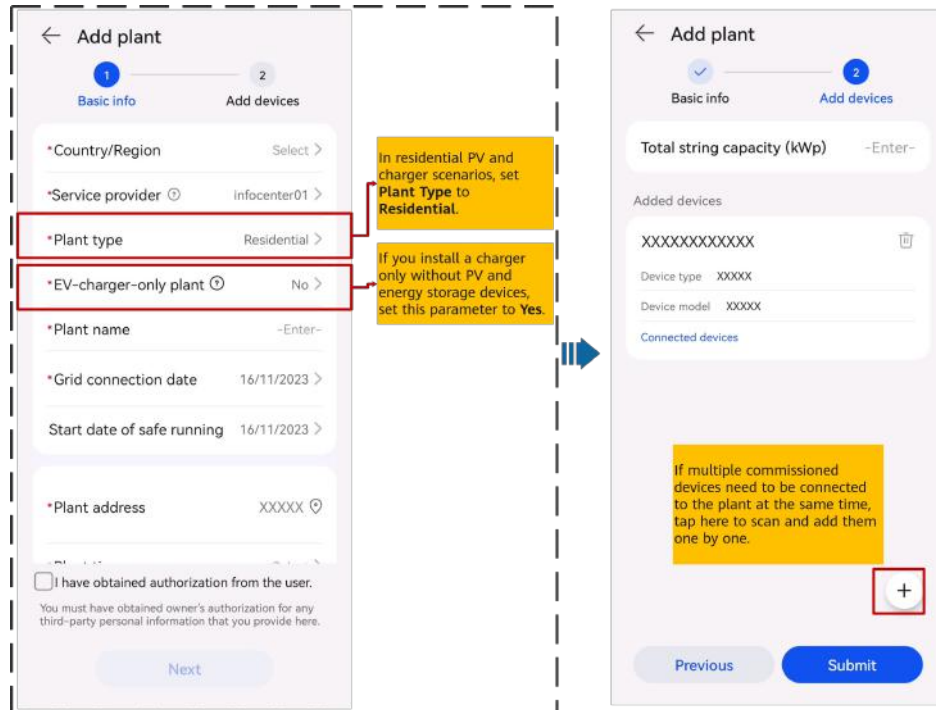 Add plant
1
2
Basic info
Add devices
*Country/Region
Select >
*Service provider
infocenter01 >
*Plant type
Residential >
*EV-charger-only plant
No >
*Plant name
-Enter-
*Grid connection date
16/11/2023 >
Start date of safe running
16/11/2023 >
*Plant address
XXXXX
I have obtained authorization from the user.
You must have obtained owner's authorization for any
third-party personal information that you provide here.
Next
In residential PV and
charger scenarios, set
Plant Type to
Residential.
If you install a charger
only without PV and
energy storage devices,
set this parameter to Yes.
Add plant
2
Basic info
Add devices
Total string capacity (kWp)
-Enter-
Added devices
XXXXXXXXXXXX
Device type XXXXX
Device model XXXXX
Connected devices
If multiple commissioned
devices need to be connected
to the plant at the same time,
tap here to scan and add them
one by one.
+
Previous
Submit